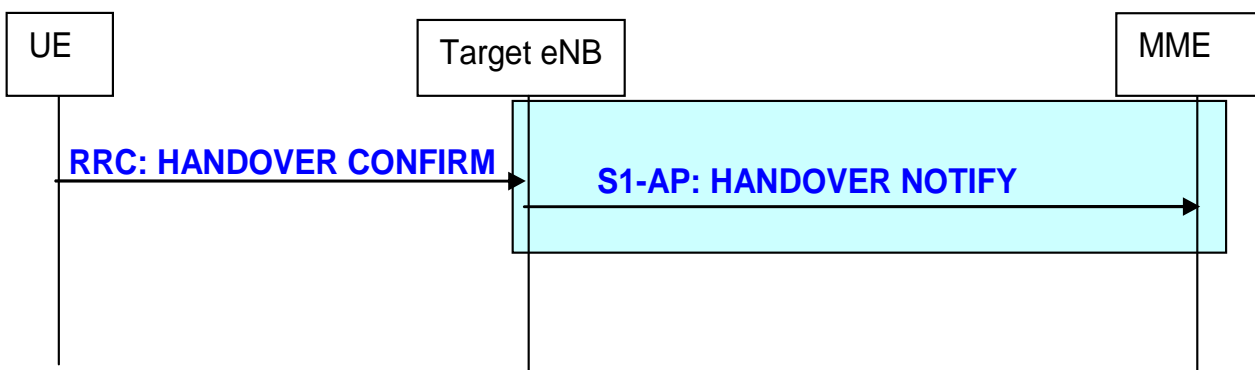 UE
Target eNB
MME
RRC: HANDOVER CONFIRM
S1-AP: HANDOVER NOTIFY